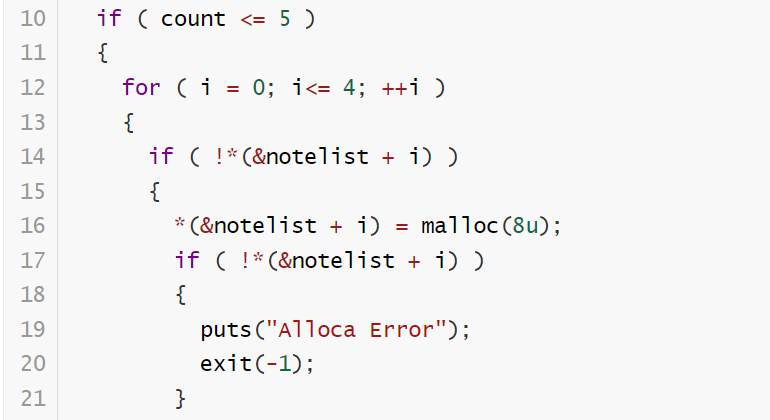 10 if ( count <= 5 )
11 {
12 for ( i = 0; i<= 4; ++i )
13 {
14 if ( !*(&notelist + i) )
15 {
16 *(&notelist + i) = malloc(8u);
17 if ( !*(&notelist + i) )
18 {
19 puts("Alloca Error");
20 exit(-1);
21 }